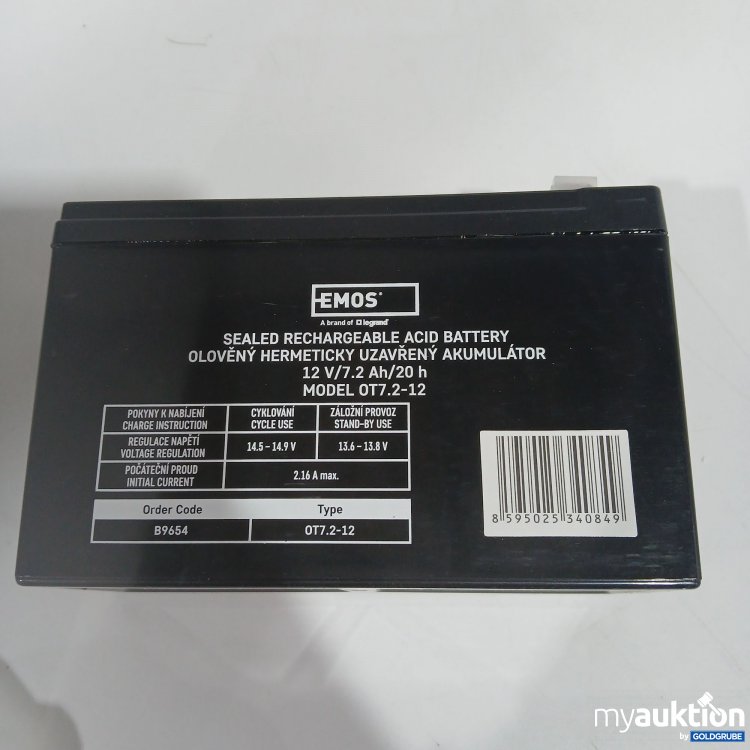 EMOS®
A brand of legrand®
SEALED RECHARGEABLE ACID BATTERY
OLOVĚNÝ HERMETICKY UZAVŘENÝ AKUMULÁTOR
12 V/7.2 Ah/20 h
MODEL OT7.2-12
POKYNY K NABÍJENÍ
CHARGE INSTRUCTION
CYKLOVÁNÍ
CYCLE USE
ZÁLOŽNÍ PROVOZ
STAND-BY USE
REGULACE NAPĚTÍ
VOLTAGE REGULATION
14.5 – 14.9 V
13.6 – 13.8 V
POČÁTEČNÍ PROUD
INITIAL CURRENT
2.16 A max.
Order Code Type
B9654 OT7.2-12
8 595025 340849
myauktion
by GOLDGRUBE